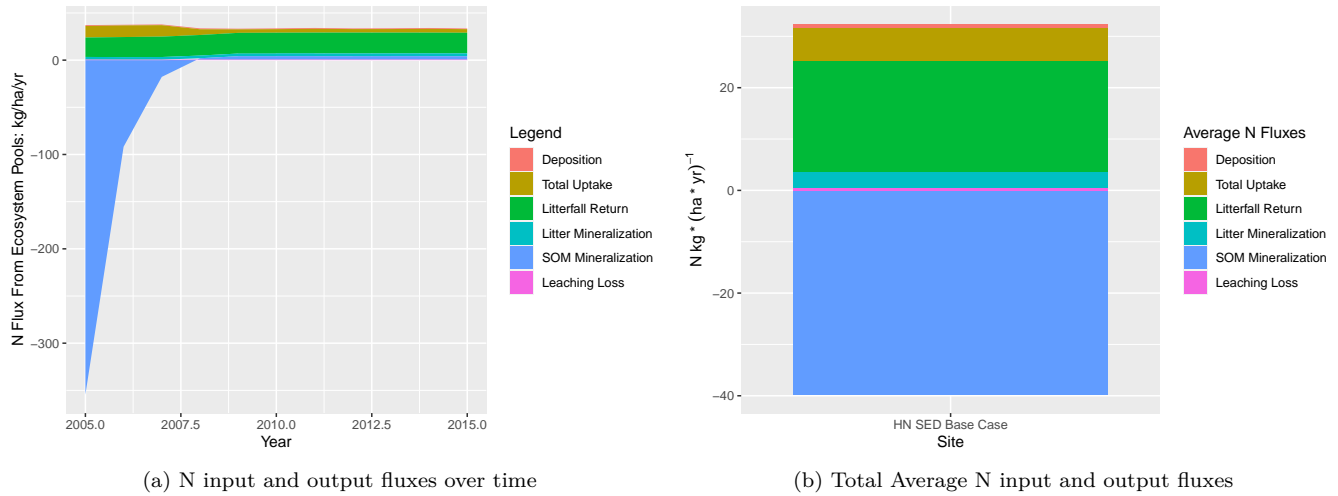 N Flux From Ecosystem Pools: kg/ha/yr
0
−100
−200
−300
2005.0 2007.5 2010.0 2012.5 2015.0
Year
Legend
Deposition
Total Uptake
Litterfall Return
Litter Mineralization
SOM Mineralization
Leaching Loss
(a) N input and output fluxes over time
N kg * (ha * yr)⁻¹
20
0
−20
−40
HN SED Base Case
Site
Average N Fluxes
Deposition
Total Uptake
Litterfall Return
Litter Mineralization
SOM Mineralization
Leaching Loss
(b) Total Average N input and output fluxes